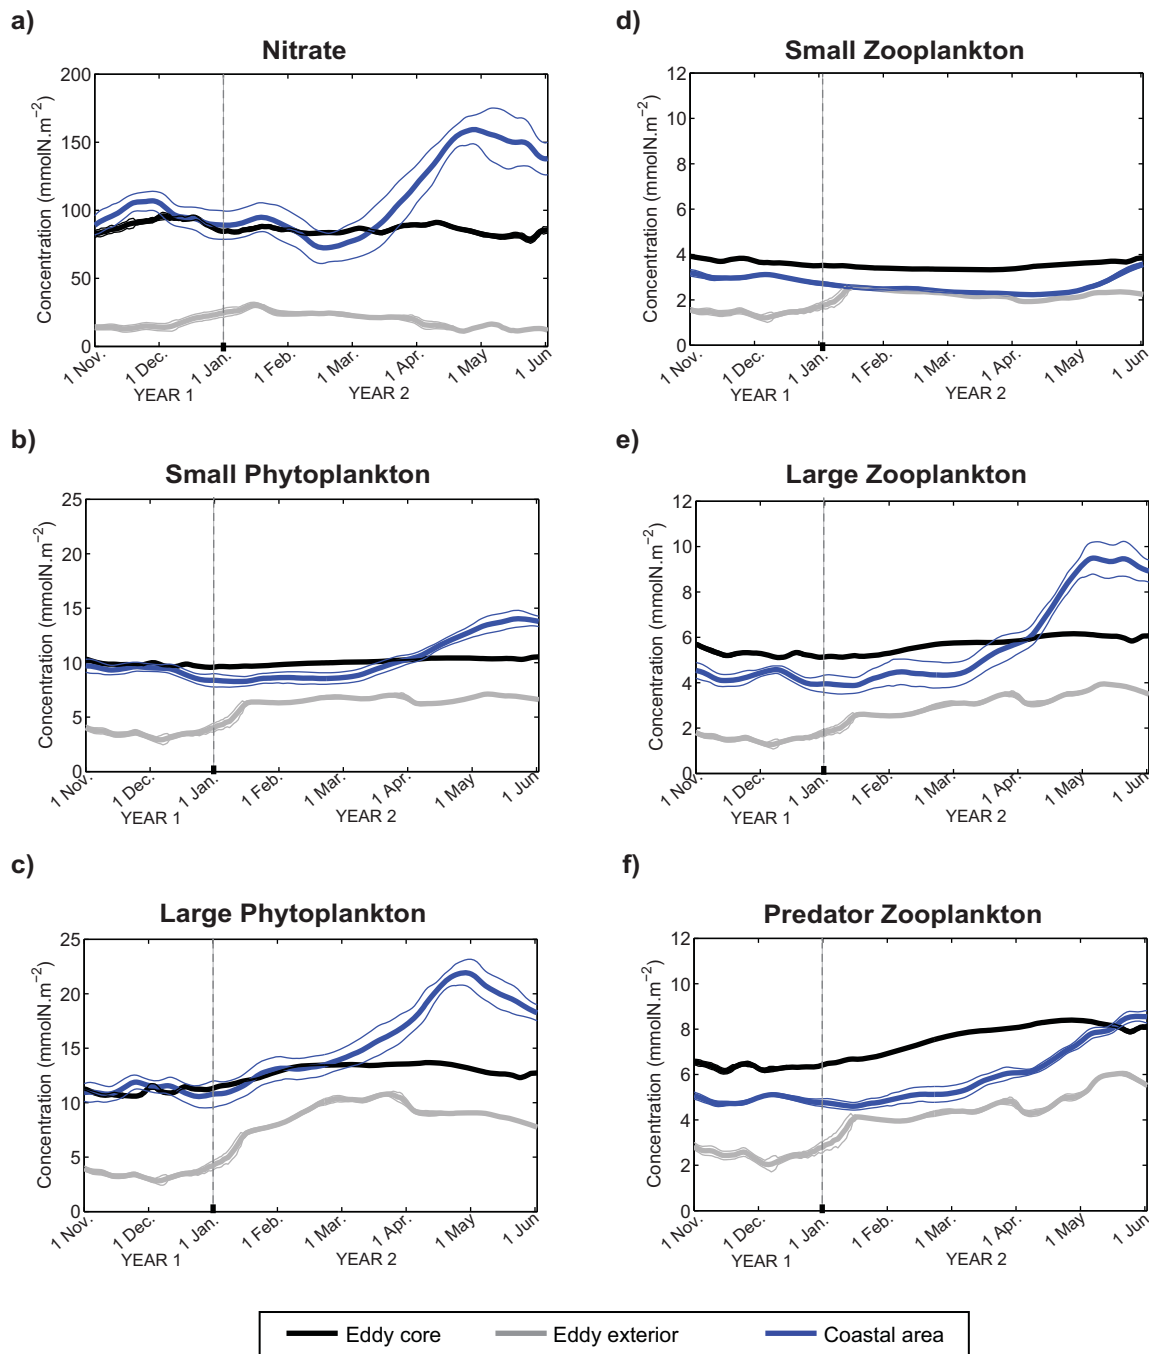 a)
Nitrate
Concentration (mmolN.m⁻²)
200
150
100
50
0
1 Nov.
1 Dec.
1 Jan.
1 Feb.
1 Mar.
1 Apr.
1 May
1 Jun
YEAR 1
YEAR 2
b)
Small Phytoplankton
Concentration (mmolN.m⁻²)
25
20
15
10
5
0
1 Nov.
1 Dec.
1 Jan.
1 Feb.
1 Mar.
1 Apr.
1 May
1 Jun
YEAR 1
YEAR 2
c)
Large Phytoplankton
Concentration (mmolN.m⁻²)
25
20
15
10
5
0
1 Nov.
1 Dec.
1 Jan.
1 Feb.
1 Mar.
1 Apr.
1 May
1 Jun
YEAR 1
YEAR 2
d)
Small Zooplankton
Concentration (mmolN.m⁻²)
12
10
8
6
4
2
0
1 Nov.
1 Dec.
1 Jan.
1 Feb.
1 Mar.
1 Apr.
1 May
1 Jun
YEAR 1
YEAR 2
e)
Large Zooplankton
Concentration (mmolN.m⁻²)
12
10
8
6
4
2
0
1 Nov.
1 Dec.
1 Jan.
1 Feb.
1 Mar.
1 Apr.
1 May
1 Jun
YEAR 1
YEAR 2
f)
Predator Zooplankton
Concentration (mmolN.m⁻²)
12
10
8
6
4
2
0
1 Nov.
1 Dec.
1 Jan.
1 Feb.
1 Mar.
1 Apr.
1 May
1 Jun
YEAR 1
YEAR 2
Eddy core
Eddy exterior
Coastal area